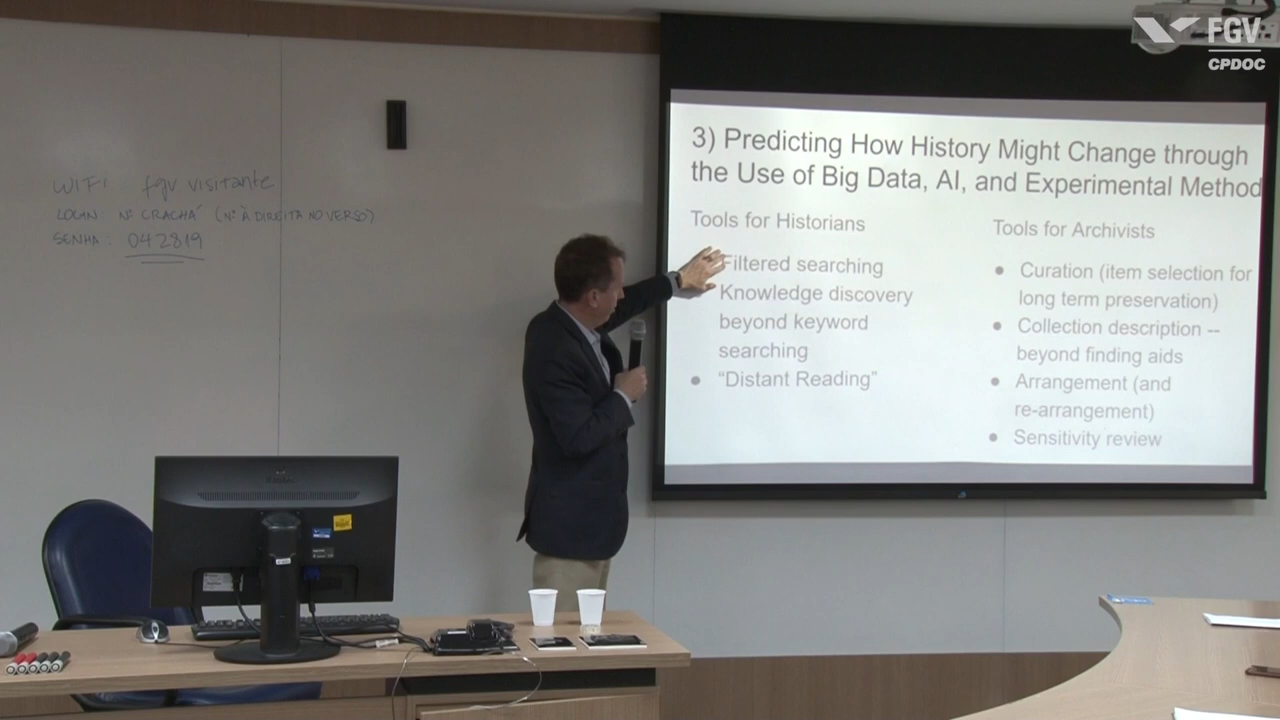 FGV
CPDOC
3) Predicting How History Might Change through
the Use of Big Data, AI, and Experimental Method
Tools for Historians
Filtered searching
Knowledge discovery
beyond keyword
searching
● “Distant Reading”
Tools for Archivists
● Curation (item selection for
long term preservation)
● Collection description --
beyond finding aids
● Arrangement (and
re-arrangement)
● Sensitivity review
WIFI: fgv visitante
LOGIN: Nº CRACHÁ (Nº À DIREITA NO VERSO)
SENHA: 042819